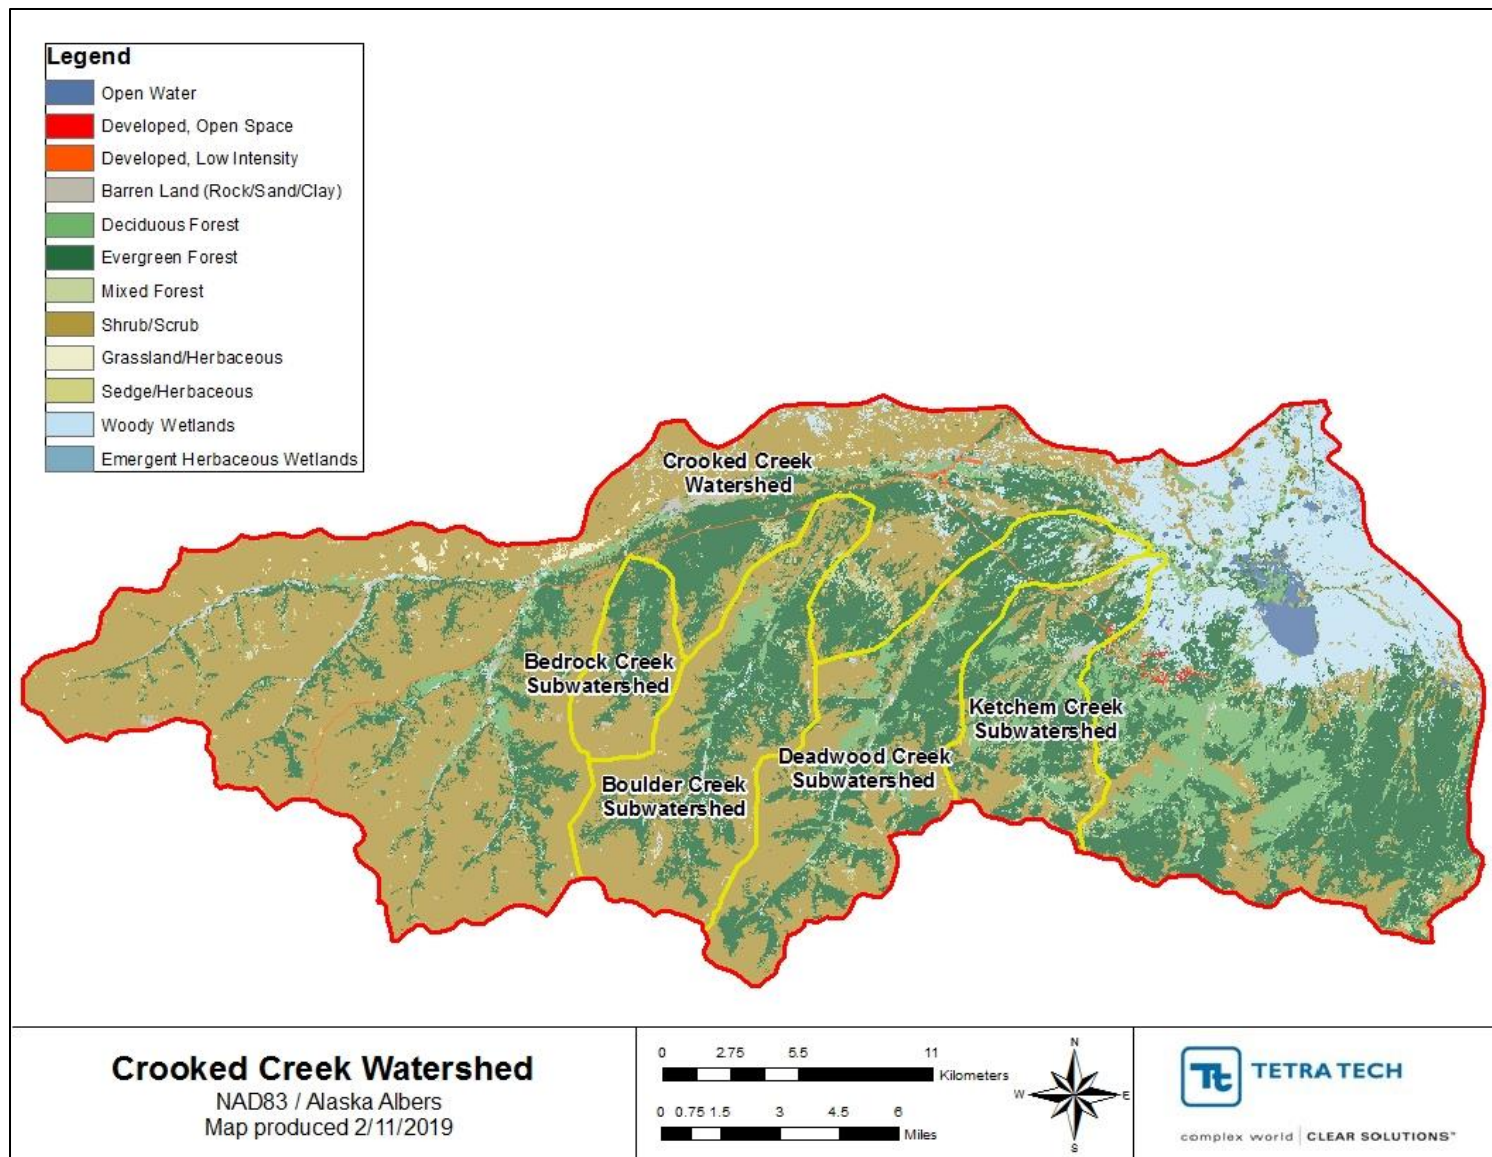 Legend
Open Water
Developed, Open Space
Developed, Low Intensity
Barren Land (Rock/Sand/Clay)
Deciduous Forest
Evergreen Forest
Mixed Forest
Shrub/Scrub
Grassland/Herbaceous
Sedge/Herbaceous
Woody Wetlands
Emergent Herbaceous Wetlands
Crooked Creek
Watershed
Bedrock Creek
Subwatershed
Ketchem Creek
Subwatershed
Deadwood Creek
Subwatershed
Boulder Creek
Subwatershed
Crooked Creek Watershed
NAD83 / Alaska Albers
Map produced 2/11/2019
0 2.75 5.5 11
Kilometers
0 0.75 1.5 3 4.5 6
Miles
N
W E
S
Tt TETRA TECH
complex world | CLEAR SOLUTIONS™